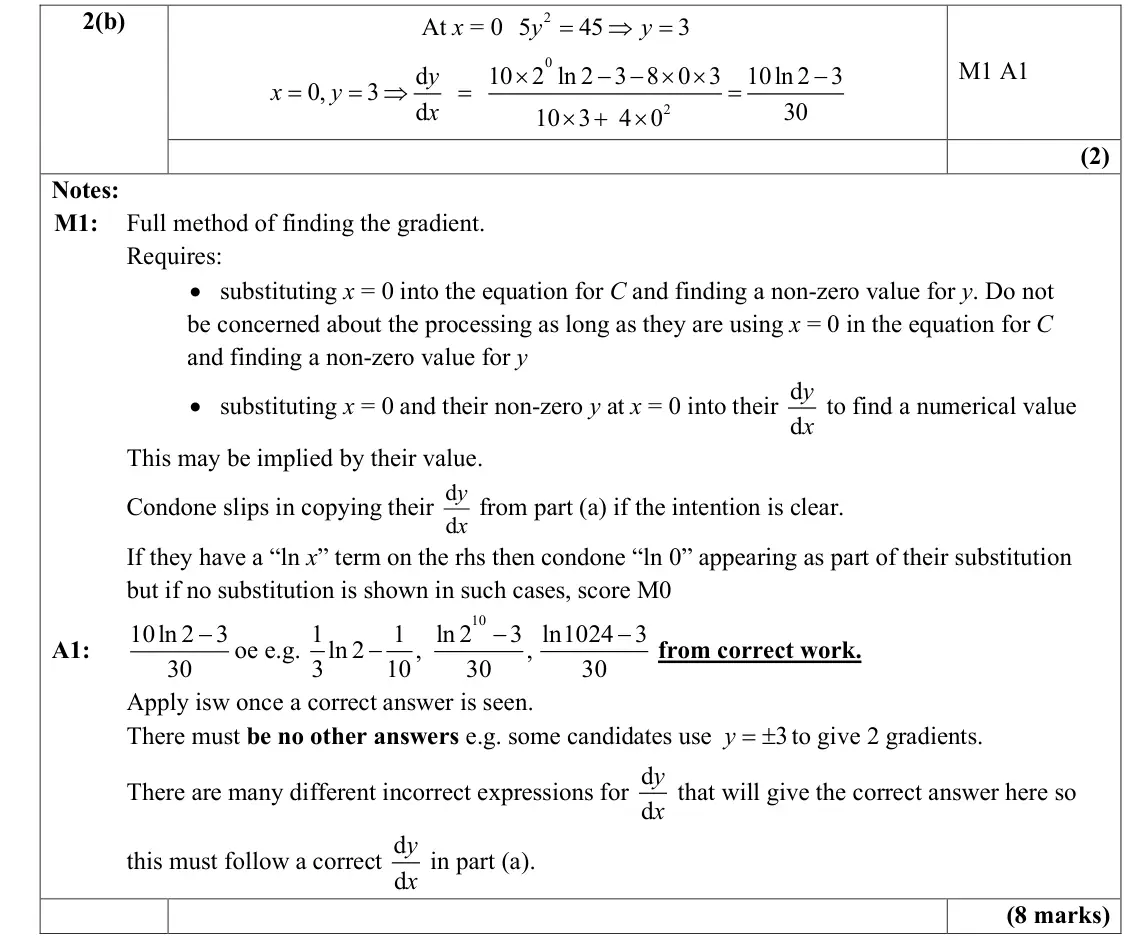 2(b)
At x = 0 5y² = 45 ⇒ y = 3
x = 0, y = 3 ⇒ dy/dx = (10 × 2⁰ ln 2 − 3 − 8 × 0 × 3)/(10 × 3 + 4 × 0²) = (10 ln 2 − 3)/30
M1 A1
(2)
Notes:
M1: Full method of finding the gradient.
Requires:
• substituting x = 0 into the equation for C and finding a non-zero value for y. Do not
be concerned about the processing as long as they are using x = 0 in the equation for C
and finding a non-zero value for y
• substituting x = 0 and their non-zero y at x = 0 into their dy/dx to find a numerical value
This may be implied by their value.
Condone slips in copying their dy/dx from part (a) if the intention is clear.
If they have a “ln x” term on the rhs then condone “ln 0” appearing as part of their substitution
but if no substitution is shown in such cases, score M0
A1: (10 ln 2 − 3)/30 oe e.g. 1/3 ln 2 − 1/10, (ln 2¹⁰ − 3)/30, (ln 1024 − 3)/30 from correct work.
Apply isw once a correct answer is seen.
There must be no other answers e.g. some candidates use y = ±3 to give 2 gradients.
There are many different incorrect expressions for dy/dx that will give the correct answer here so
this must follow a correct dy/dx in part (a).
(8 marks)